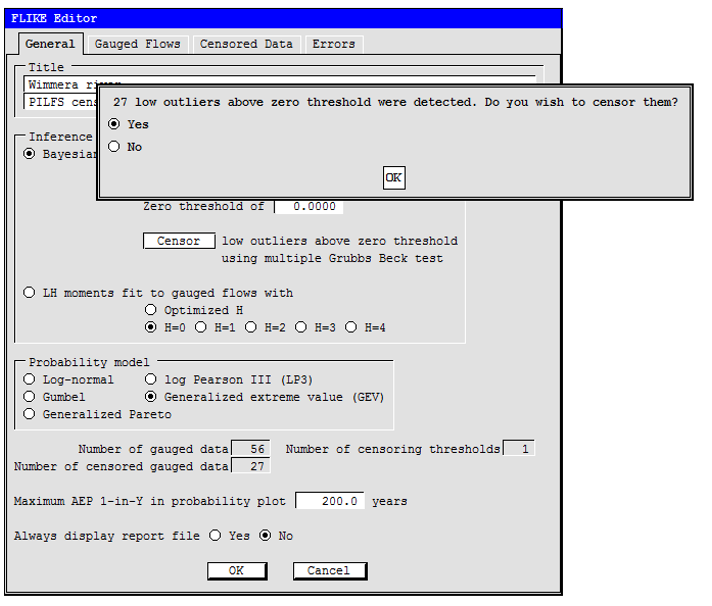 FLIKE Editor
General Gauged Flows Censored Data Errors
Title
Wimmera river
PILFS cens
27 low outliers above zero threshold were detected. Do you wish to censor them?
Yes
No
OK
Inference
Bayesian
Zero threshold of 0.0000
Censor low outliers above zero threshold
using multiple Grubbs Beck test
LH moments fit to gauged flows with
Optimized H
H=0 H=1 H=2 H=3 H=4
Probability model
Log-normal log Pearson III (LP3)
Gumbel Generalized extreme value (GEV)
Generalized Pareto
Number of gauged data 56 Number of censoring thresholds 1
Number of censored gauged data 27
Maximum AEP 1-in-Y in probability plot 200.0 years
Always display report file Yes No
OK Cancel